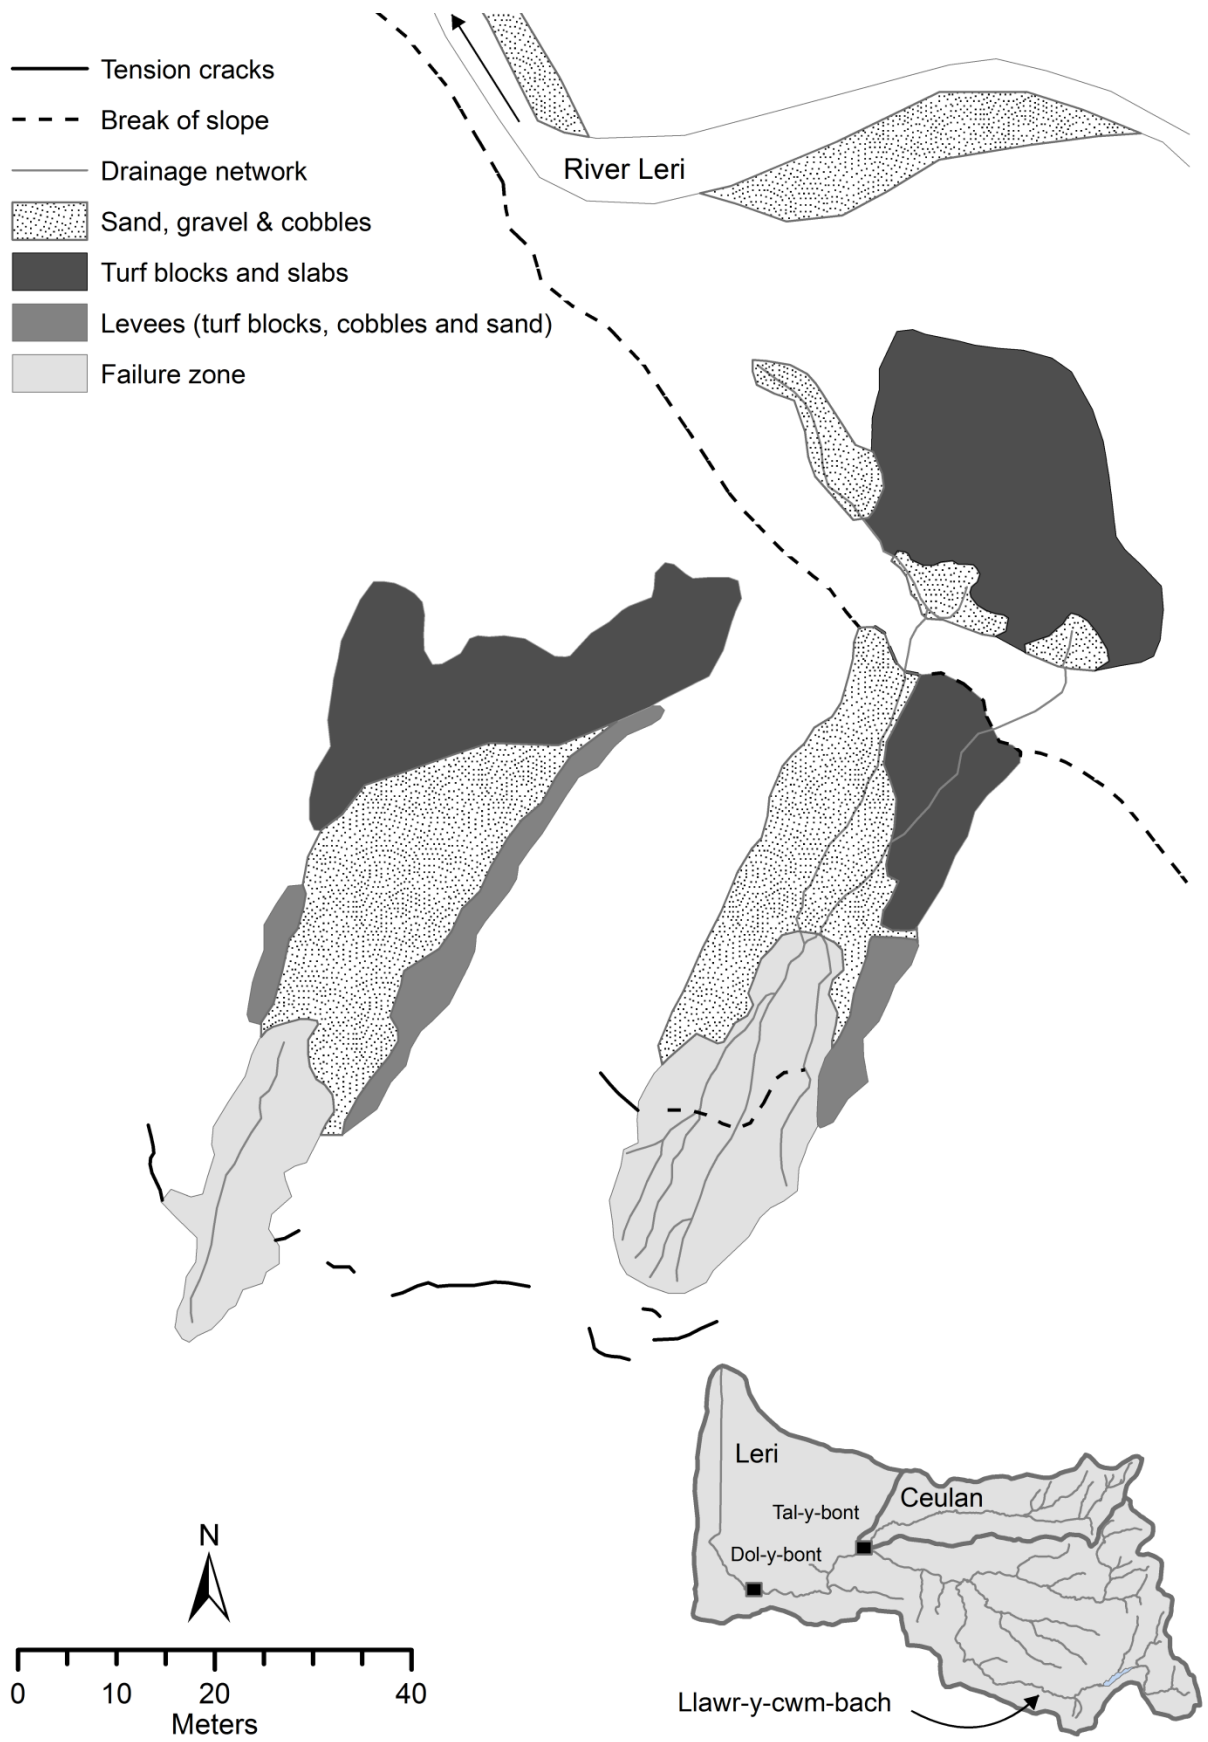 Tension cracks
Break of slope
Drainage network
Sand, gravel & cobbles
Turf blocks and slabs
Levees (turf blocks, cobbles and sand)
Failure zone
River Leri
Leri
Ceulan
Tal-y-bont
Dol-y-bont
Llawr-y-cwm-bach
N
0 10 20 40
Meters